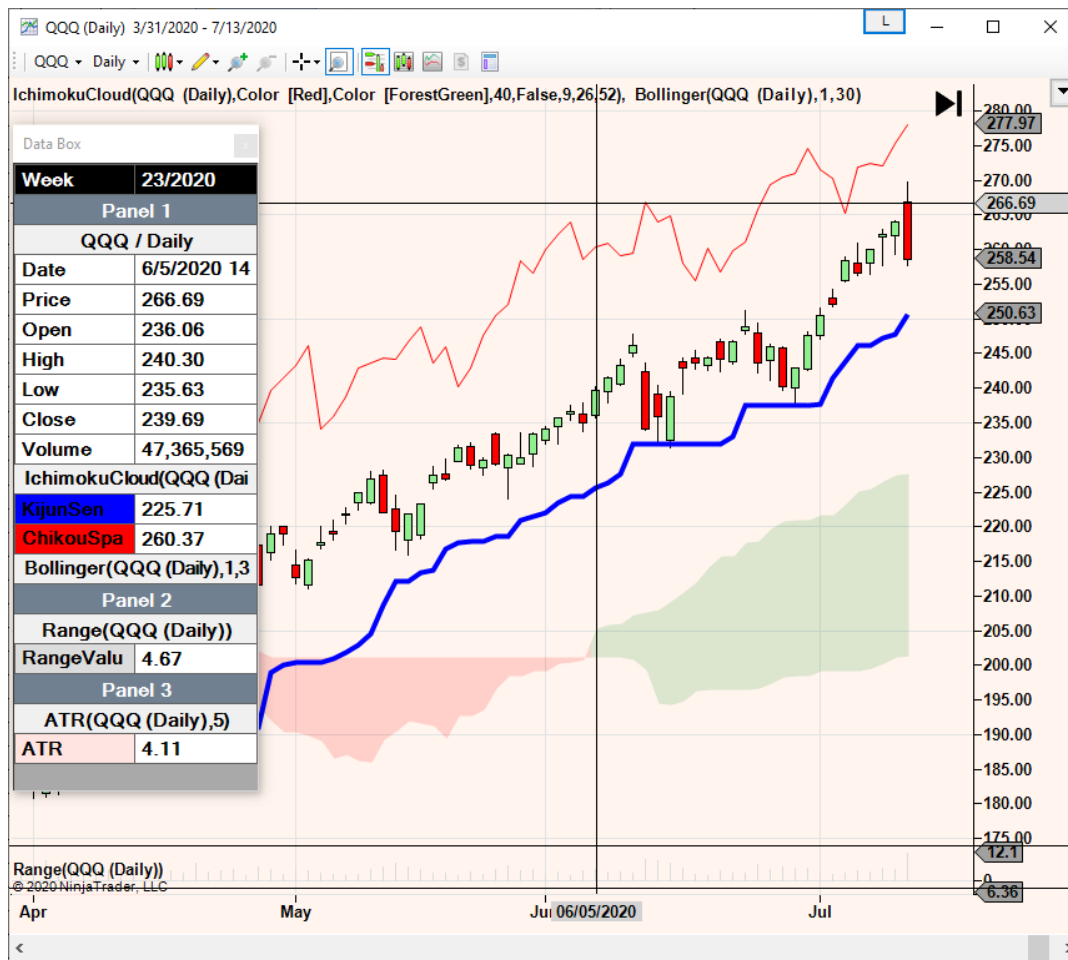 QQQ (Daily) 3/31/2020 - 7/13/2020
L
QQQ Daily
$
IchimokuCloud(QQQ (Daily),Color [Red],Color [ForestGreen],40,False,9,26,52), Bollinger(QQQ (Daily),1,30)
Data Box
x
Week 23/2020
Panel 1
QQQ / Daily
Date 6/5/2020 14
Price 266.69
Open 236.06
High 240.30
Low 235.63
Close 239.69
Volume 47,365,569
IchimokuCloud(QQQ (Dai
KijunSen 225.71
ChikouSpa 260.37
Bollinger(QQQ (Daily),1,3
Panel 2
Range(QQQ (Daily))
RangeValu 4.67
Panel 3
ATR(QQQ (Daily),5)
ATR 4.11
280.00
277.97
275.00
270.00
266.69
265.00
260.00
258.54
255.00
250.63
245.00
240.00
235.00
230.00
225.00
220.00
215.00
210.00
205.00
200.00
195.00
190.00
185.00
180.00
175.00
12.1
0
6.36
Range(QQQ (Daily))
© 2020 NinjaTrader, LLC
Apr
May
Ju
06/05/2020
Jul